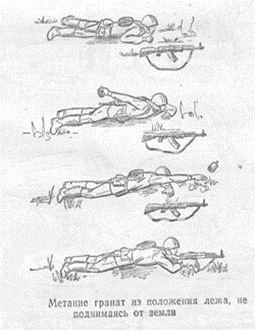 Метание гранат из положения лежа, не
поднимаясь от земли